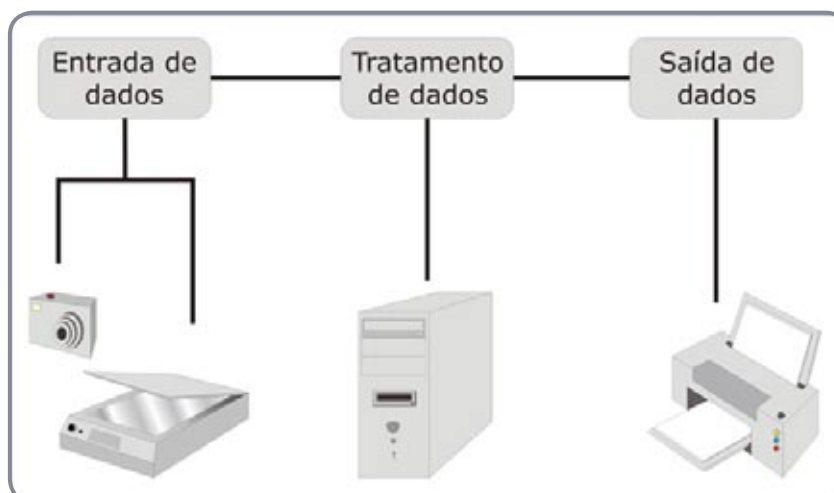 Entrada de
dados
Tratamento
de dados
Saída de
dados